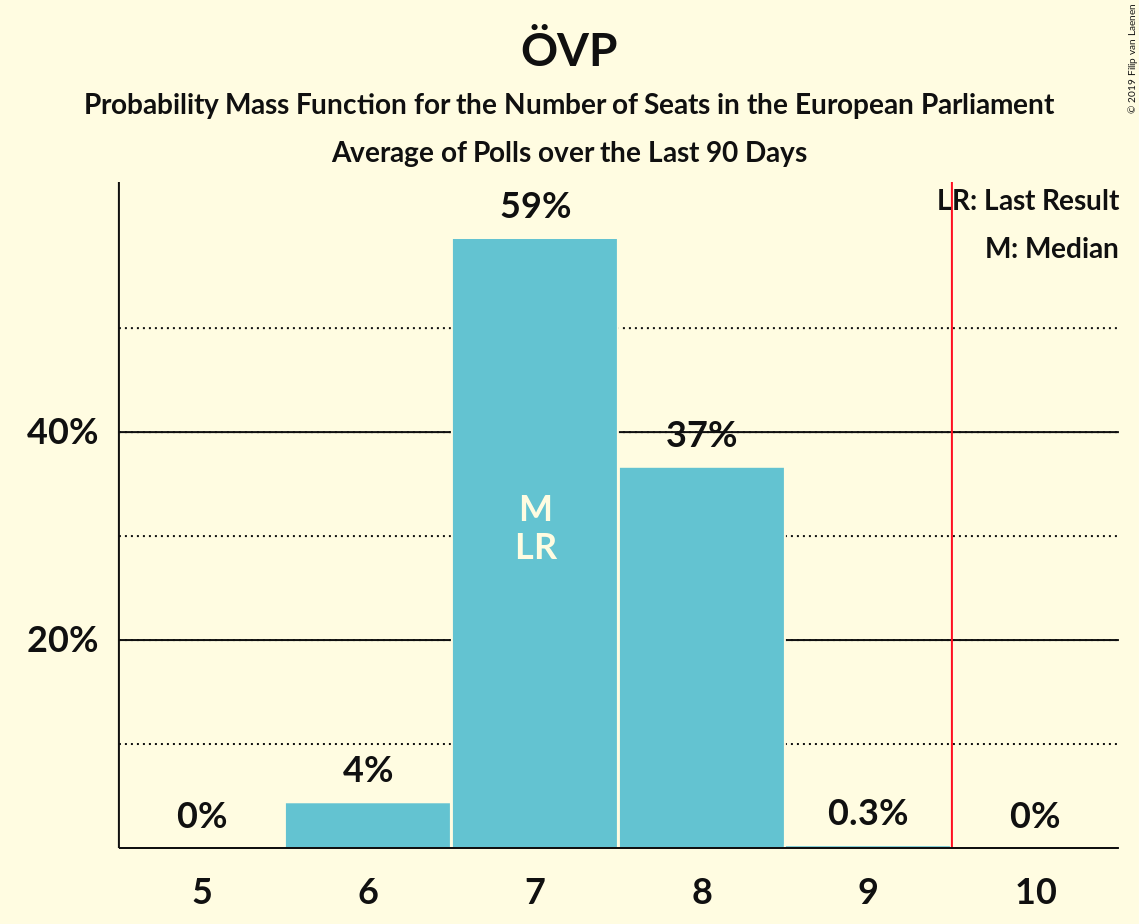 ÖVP
Probability Mass Function for the Number of Seats in the European Parliament
Average of Polls over the Last 90 Days
© 2019 Filip van Laenen
LR: Last Result
M: Median
59%
40%
37%
M
LR
20%
4%
0%
0.3%
0%
5 6 7 8 9 10